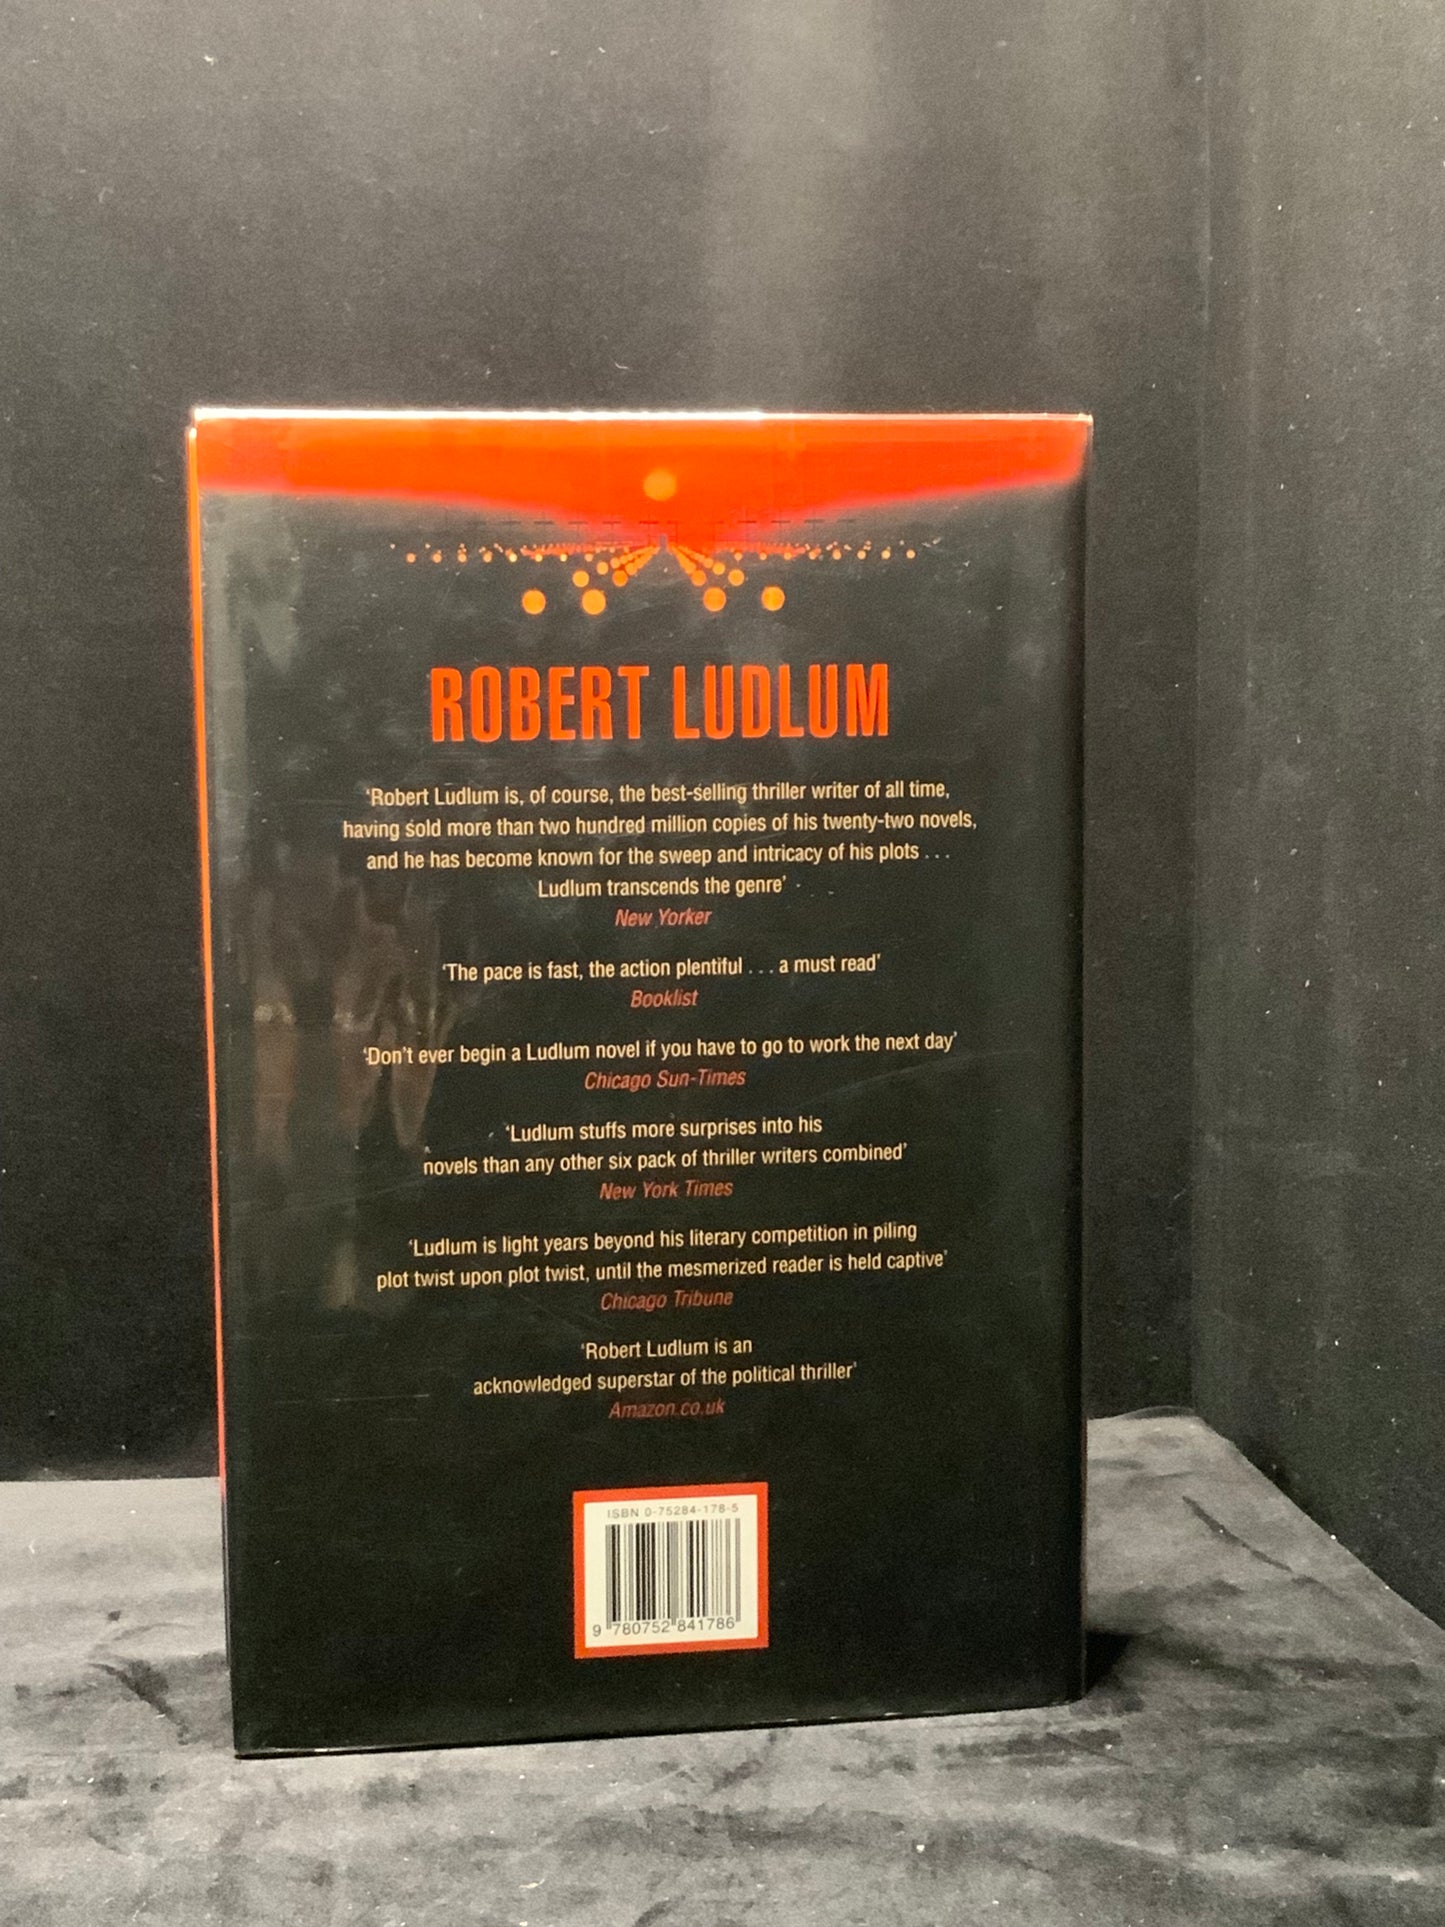 ROBERT LUDLUM
‘Robert Ludlum is, of course, the best-selling thriller writer of all time,
having sold more than two hundred million copies of his twenty-two novels,
and he has become known for the sweep and intricacy of his plots . . .
Ludlum transcends the genre’
New Yorker
‘The pace is fast, the action plentiful . . . a must read’
Booklist
‘Don’t ever begin a Ludlum novel if you have to go to work the next day’
Chicago Sun-Times
‘Ludlum stuffs more surprises into his
novels than any other six pack of thriller writers combined’
New York Times
‘Ludlum is light years beyond his literary competition in piling
plot twist upon plot twist, until the mesmerized reader is held captive’
Chicago Tribune
‘Robert Ludlum is an
acknowledged superstar of the political thriller’
Amazon.co.uk
ISBN 0-75284-178-5
9 780752 841786